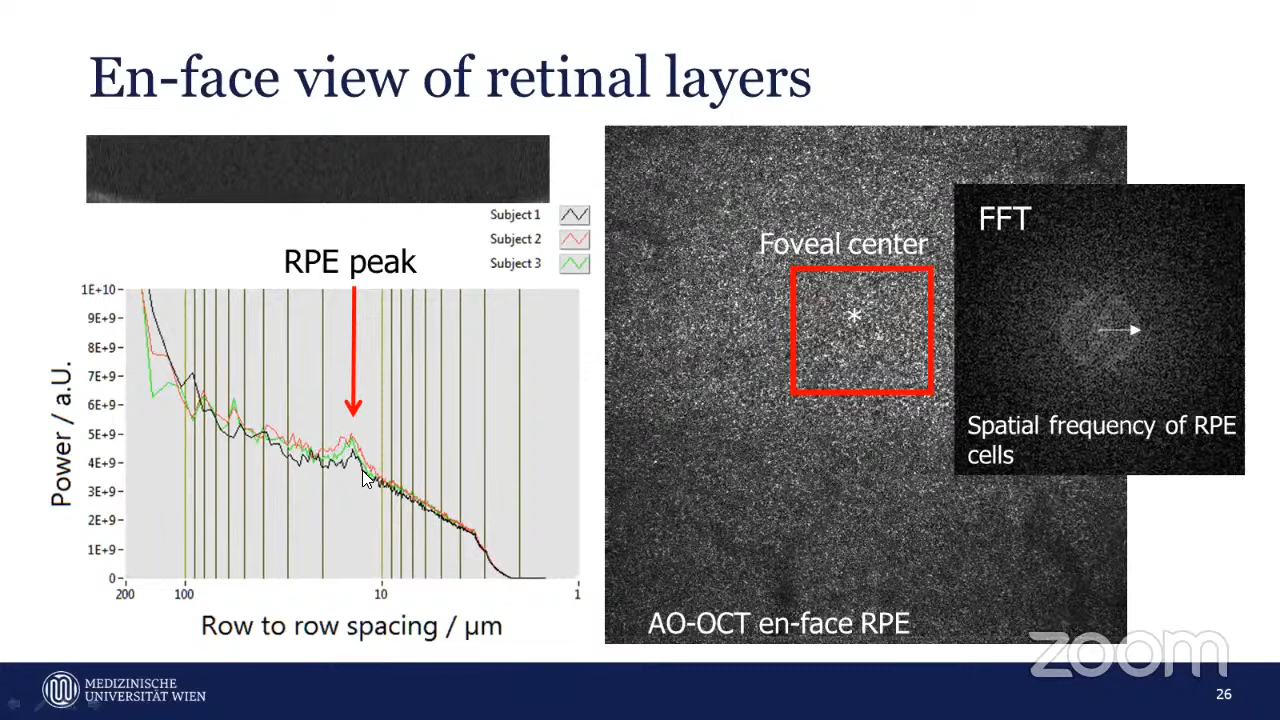 En-face view of retinal layers
Subject 1
Subject 2
Subject 3
RPE peak
1E+10
9E+9
8E+9
7E+9
6E+9
5E+9
4E+9
3E+9
2E+9
1E+9
0
200
100
10
1
Power / a.U.
Row to row spacing / µm
Foveal center
*
AO-OCT en-face RPE
FFT
Spatial frequency of RPE
cells
zoom
MEDIZINISCHE
UNIVERSITÄT WIEN
26